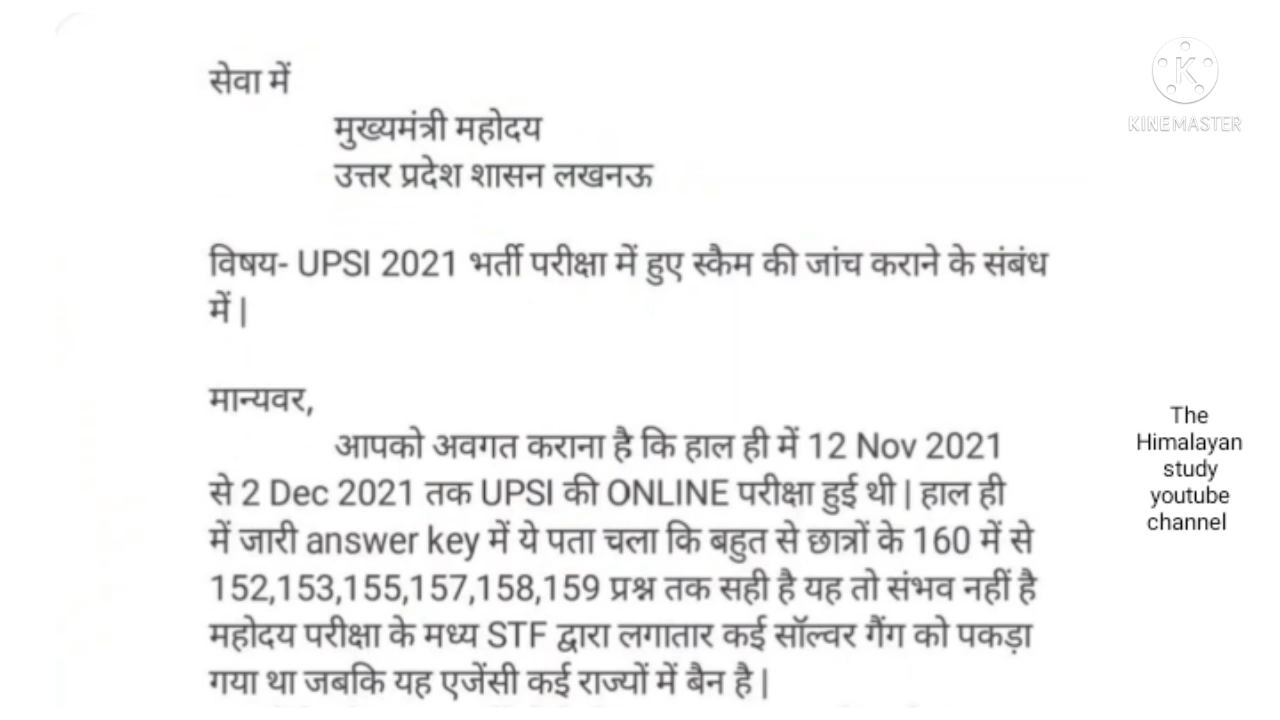 सेवा में
मुख्यमंत्री महोदय
उत्तर प्रदेश शासन लखनऊ
विषय- UPSI 2021 भर्ती परीक्षा में हुए स्कैम की जांच कराने के संबंध
में |
मान्यवर,
आपको अवगत कराना है कि हाल ही में 12 Nov 2021
से 2 Dec 2021 तक UPSI की ONLINE परीक्षा हुई थी | हाल ही
में जारी answer key में ये पता चला कि बहुत से छात्रों के 160 में से
152,153,155,157,158,159 प्रश्न तक सही है यह तो संभव नहीं है
महोदय परीक्षा के मध्य STF द्वारा लगातार कई सॉल्वर गैंग को पकड़ा
गया था जबकि यह एजेंसी कई राज्यों में बैन है |
K
KINEMASTER
The
Himalayan
study
youtube
channel